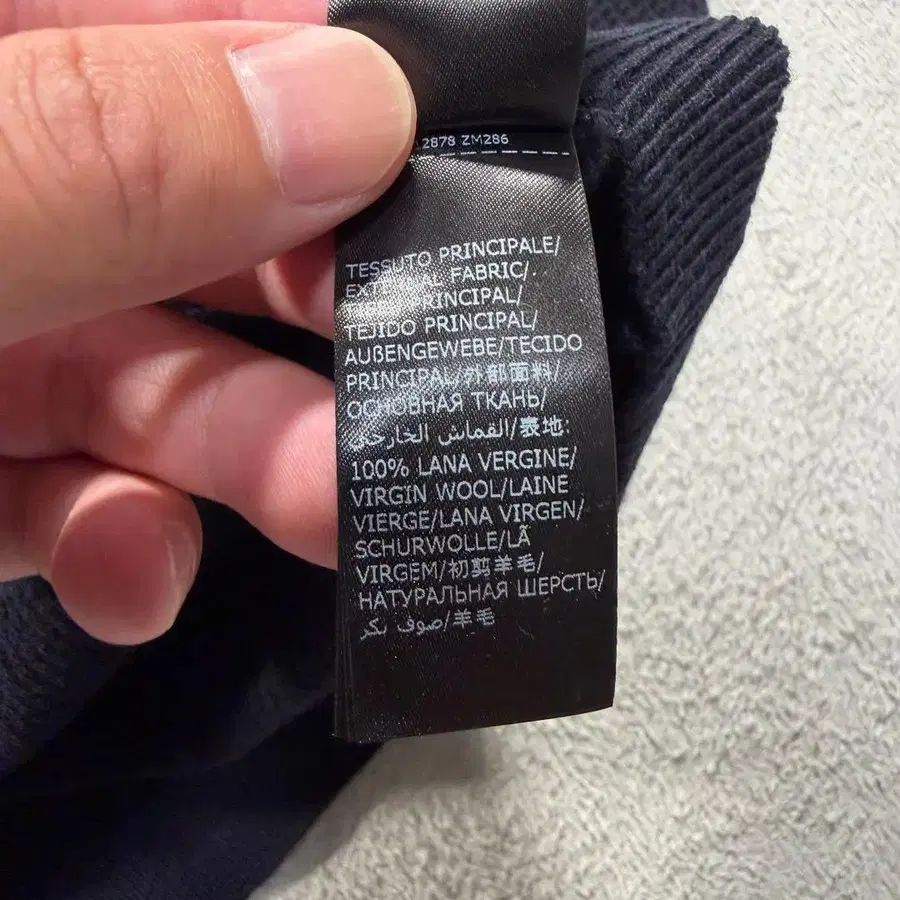 2878 ZM286
TESSUTO PRINCIPALE/
EXTERNAL FABRIC/
PRINCIPAL/
TEJIDO PRINCIPAL/
AUßENGEWEBE/TECIDO
PRINCIPAL/外部面料/
ОСНОВНАЯ ТКАНЬ/
القماش الخارجي/表地:
100% LANA VERGINE/
VIRGIN WOOL/LAINE
VIERGE/LANA VIRGEN/
SCHURWOLLE/LÃ
VIRGEM/初剪羊毛/
НАТУРАЛЬНАЯ ШЕРСТЬ/
صوف بكر/羊毛